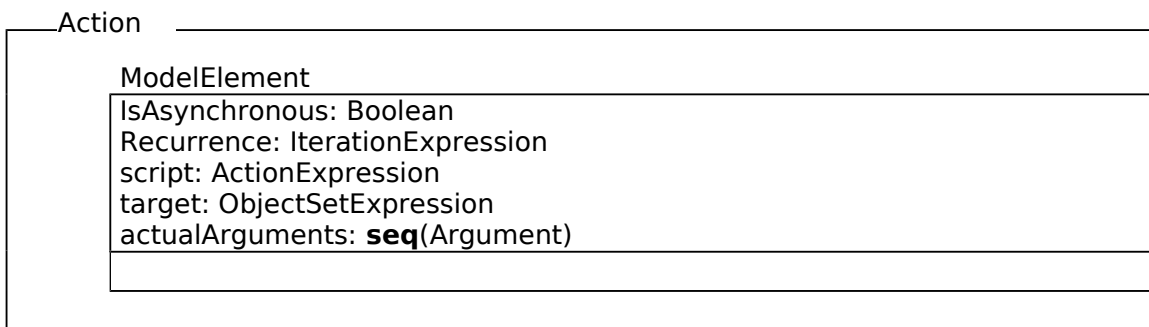 Action
ModelElement
IsAsynchronous: Boolean
Recurrence: IterationExpression
script: ActionExpression
target: ObjectSetExpression
actualArguments: seq(Argument)